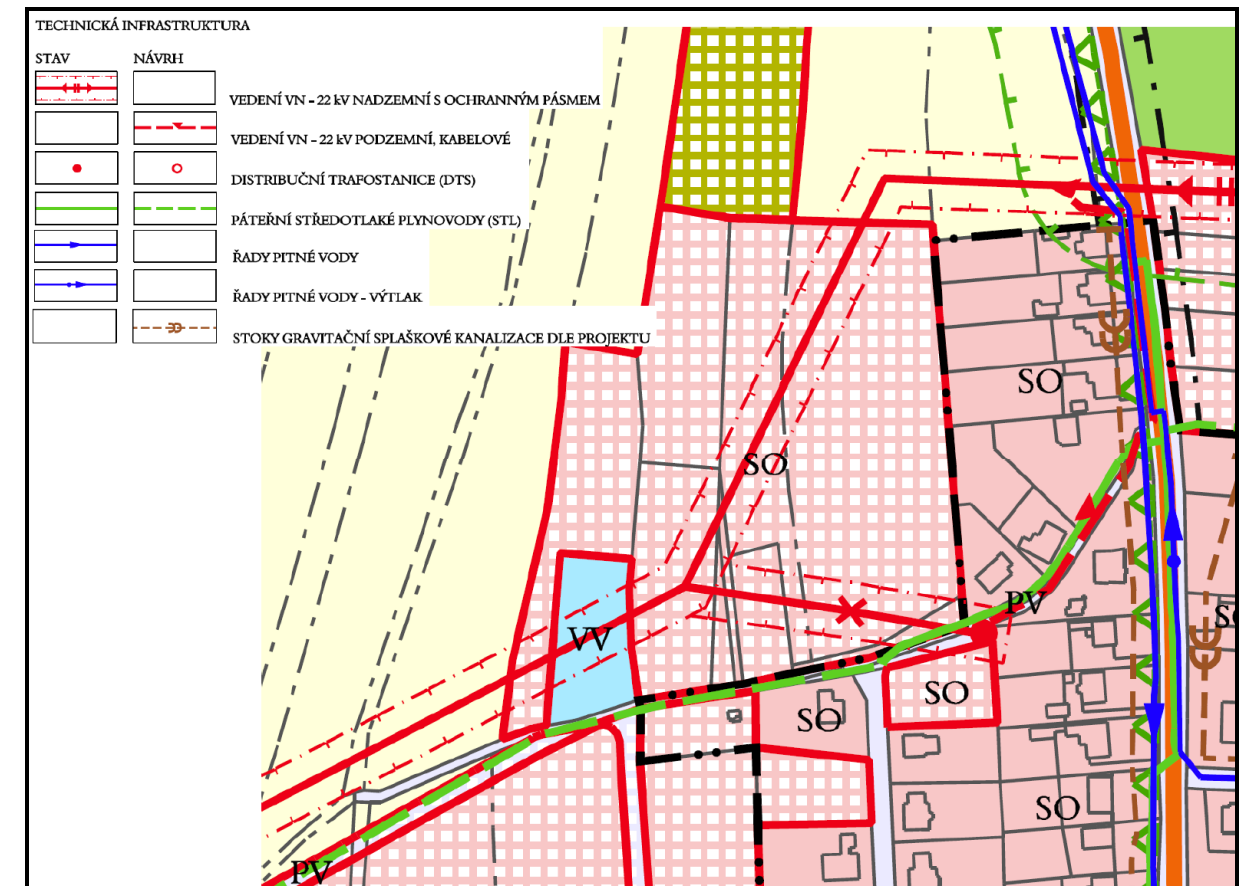 TECHNICKÁ INFRASTRUKTURA
STAV NÁVRH
VEDENÍ VN - 22 kV NADZEMNÍ S OCHRANNÝM PÁSMEM
VEDENÍ VN - 22 kV PODZEMNÍ, KABELOVÉ
DISTRIBUČNÍ TRAFOSTANICE (DTS)
PÁTEŘNÍ STŘEDOTLAKÉ PLYNOVODY (STL)
ŘADY PITNÉ VODY
ŘADY PITNÉ VODY - VÝTLAK
STOKY GRAVITAČNÍ SPLAŠKOVÉ KANALIZACE DLE PROJEKTU
SO
SO
PV
SO
VV
SO
SO
SO
PV